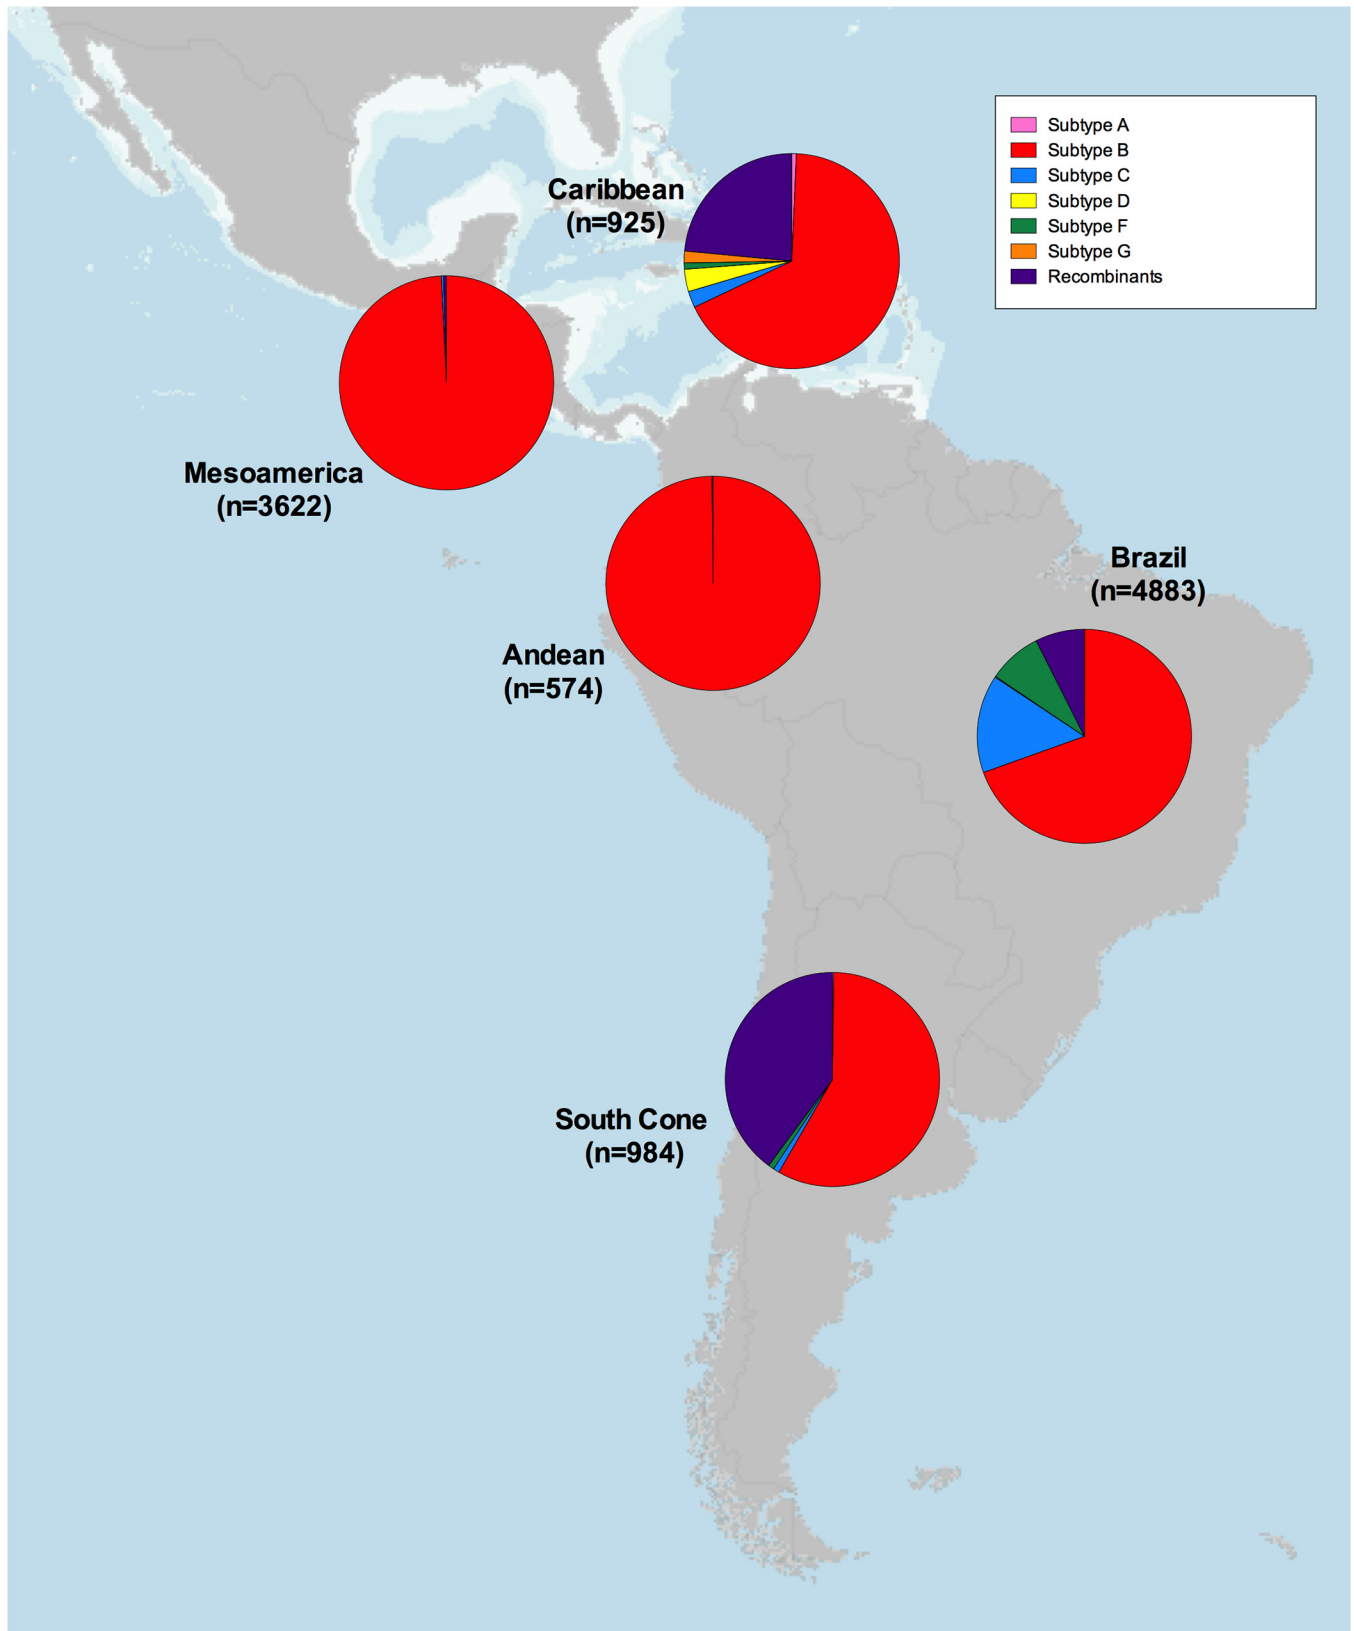 Subtype A
Subtype B
Subtype C
Subtype D
Subtype F
Subtype G
Recombinants
Caribbean
(n=925)
Mesoamerica
(n=3622)
Brazil
(n=4883)
Andean
(n=574)
South Cone
(n=984)